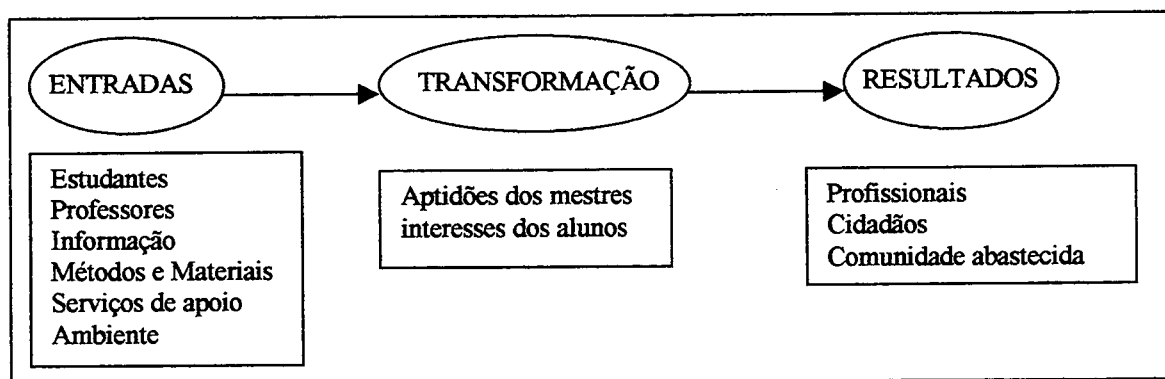 ENTRADAS
TRANSFORMAÇÃO
RESULTADOS
Estudantes
Professores
Informação
Métodos e Materiais
Serviços de apoio
Ambiente
Aptidões dos mestres
interesses dos alunos
Profissionais
Cidadãos
Comunidade abastecida